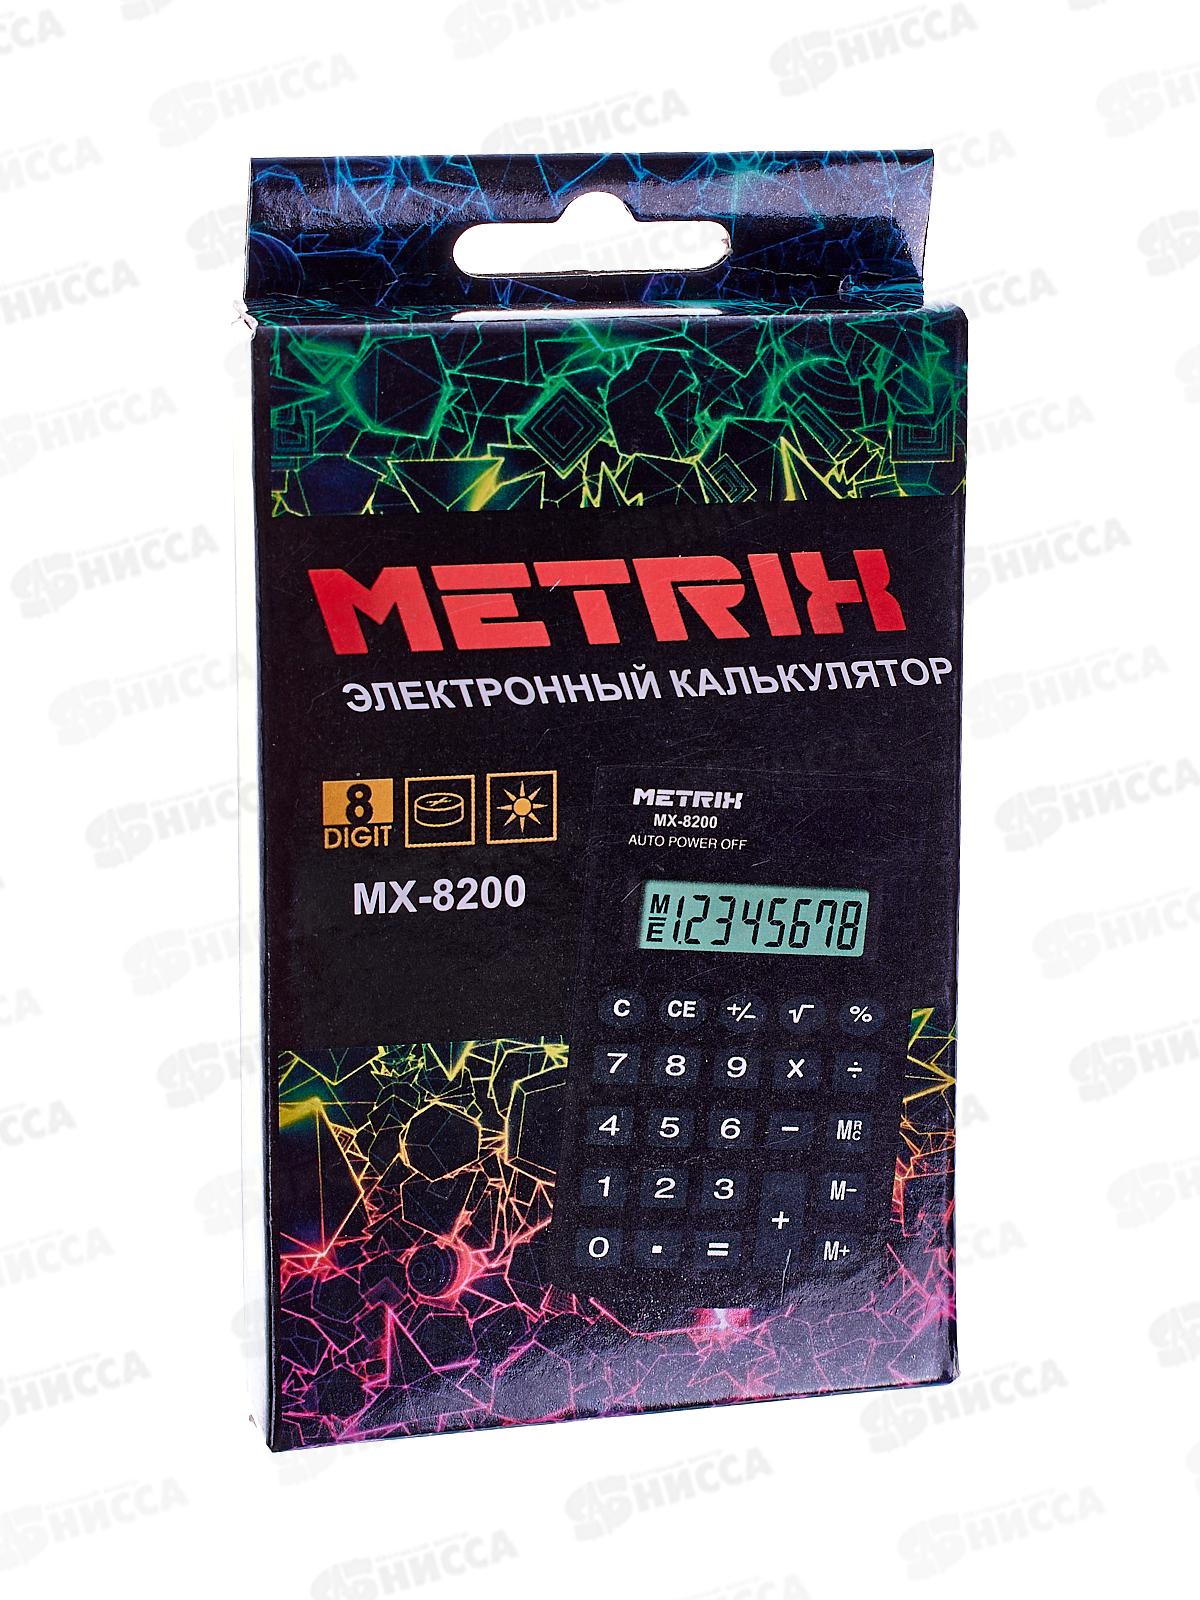 METRIX
ЭЛЕКТРОННЫЙ КАЛЬКУЛЯТОР
8
DIGIT
MX-8200
METRIX
MX-8200
AUTO POWER OFF
M
E
1.2345678
C CE +/− √ %
7 8 9 X ÷
4 5 6 − MRC
1 2 3 M−
+
0 . = M+
НИССА